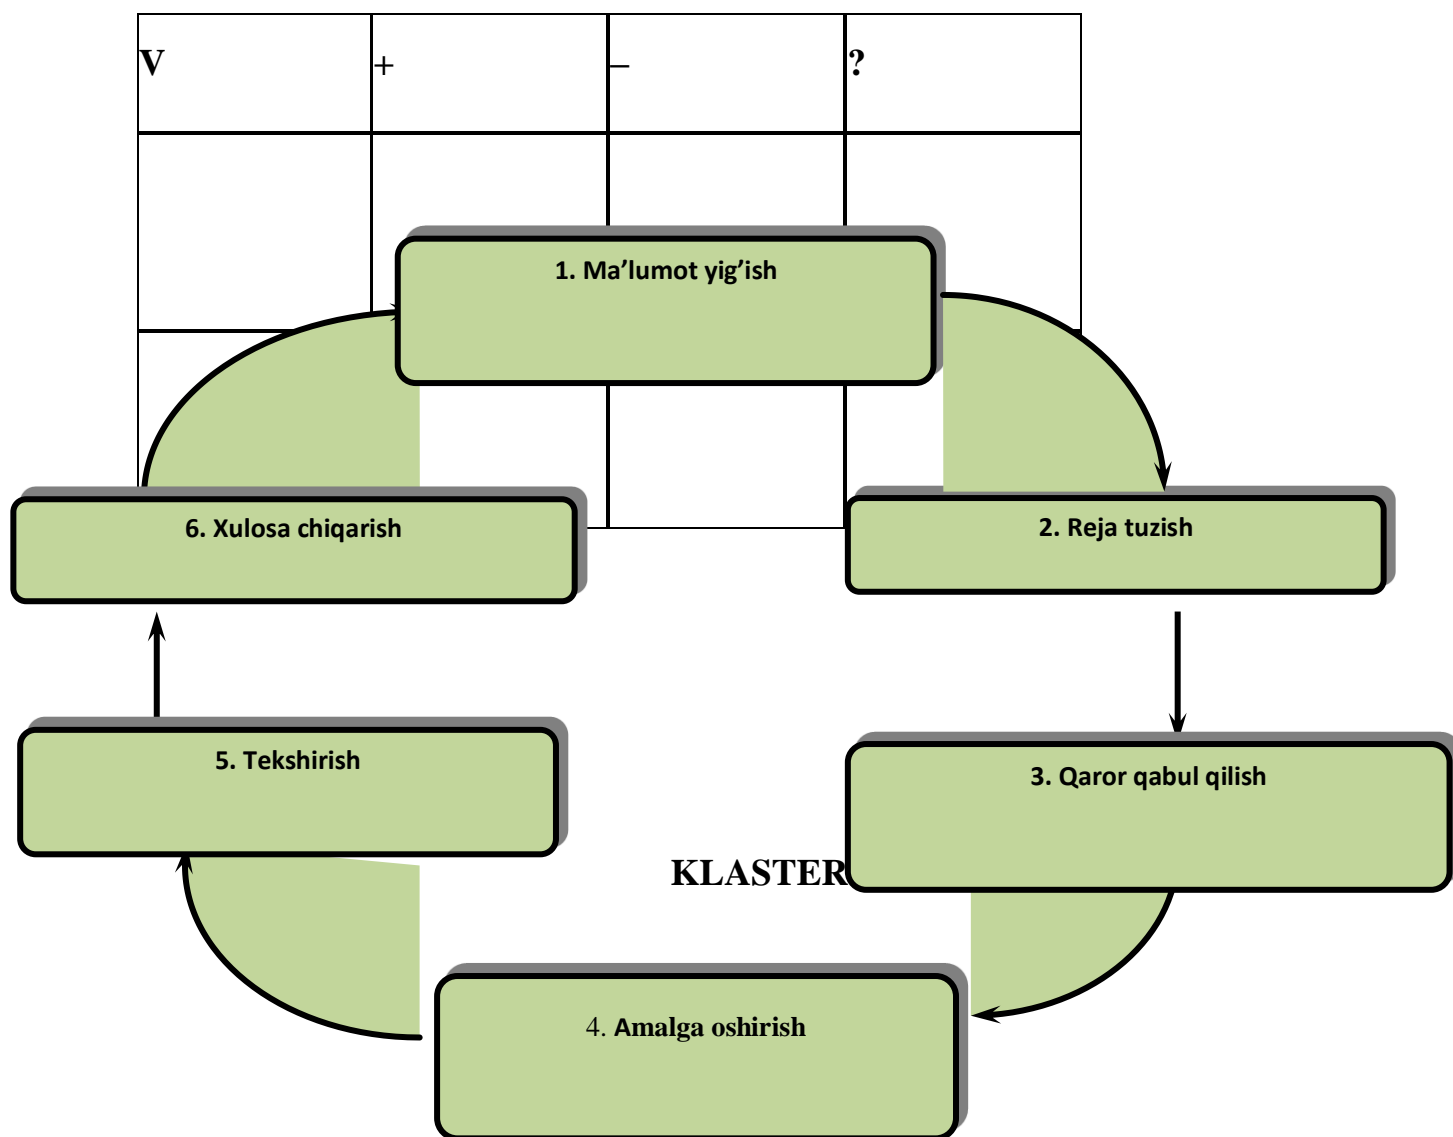 V + – ?
1. Ma’lumot yig’ish
6. Xulosa chiqarish
2. Reja tuzish
5. Tekshirish
3. Qaror qabul qilish
KLASTER
4. Amalga oshirish